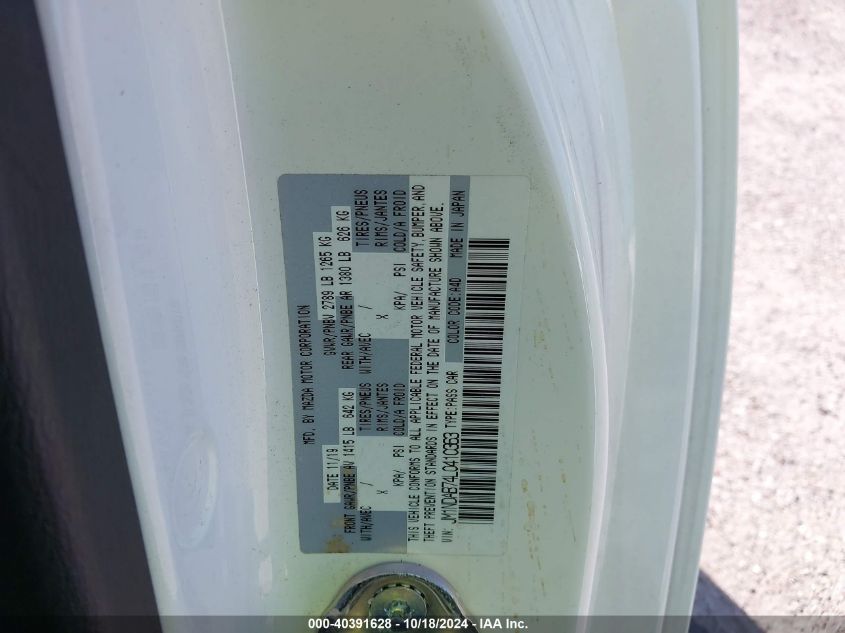 MFD. BY MAZDA MOTOR CORPORATION
DATE 11/19 GVWR/PNBV 2789 LB 1265 KG
FRONT GAWR/PNBE AV 1415 LB 642 KG REAR GAWR/PNBE AR 1380 LB 626 KG
WITH/AVEC / TIRES/PNEUS WITH/AVEC / TIRES/PNEUS
X RIMS/JANTES X RIMS/JANTES
KPA/ PSI COLD/A FROID KPA/ PSI COLD/A FROID
THIS VEHICLE CONFORMS TO ALL APPLICABLE FEDERAL MOTOR VEHICLE SAFETY, BUMPER, AND
THEFT PREVENTION STANDARDS IN EFFECT ON THE DATE OF MANUFACTURE SHOWN ABOVE.
VIN: JM1NDAB74L0410363 TYPE:PASS CAR COLOR CODE:A4D MADE IN JAPAN
000-40391628 - 10/18/2024 - IAA Inc.